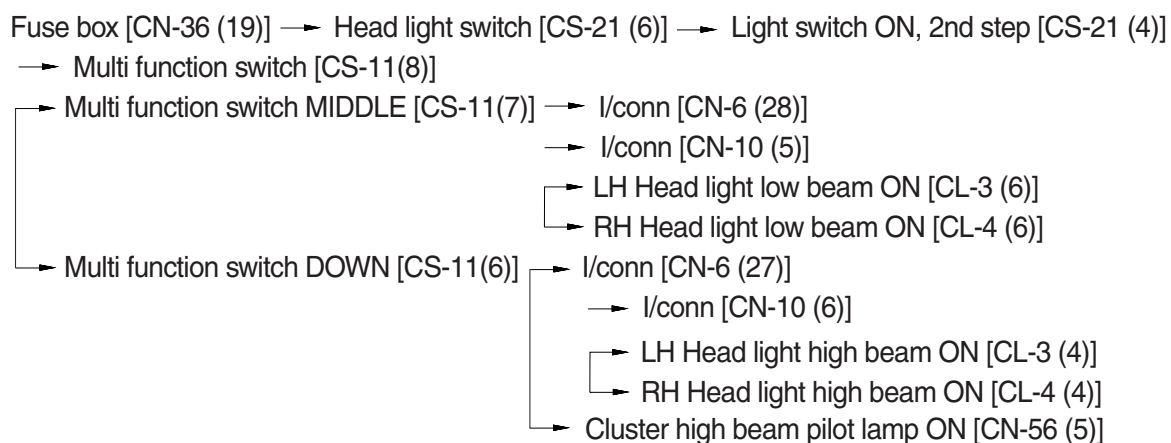 Fuse box [CN-36 (19)] → Head light switch [CS-21 (6)] → Light switch ON, 2nd step [CS-21 (4)]
→ Multi function switch [CS-11(8)]
→ Multi function switch MIDDLE [CS-11(7)] → I/conn [CN-6 (28)]
→ I/conn [CN-10 (5)]
→ LH Head light low beam ON [CL-3 (6)]
→ RH Head light low beam ON [CL-4 (6)]
→ Multi function switch DOWN [CS-11(6)] → I/conn [CN-6 (27)]
→ I/conn [CN-10 (6)]
→ LH Head light high beam ON [CL-3 (4)]
→ RH Head light high beam ON [CL-4 (4)]
→ Cluster high beam pilot lamp ON [CN-56 (5)]